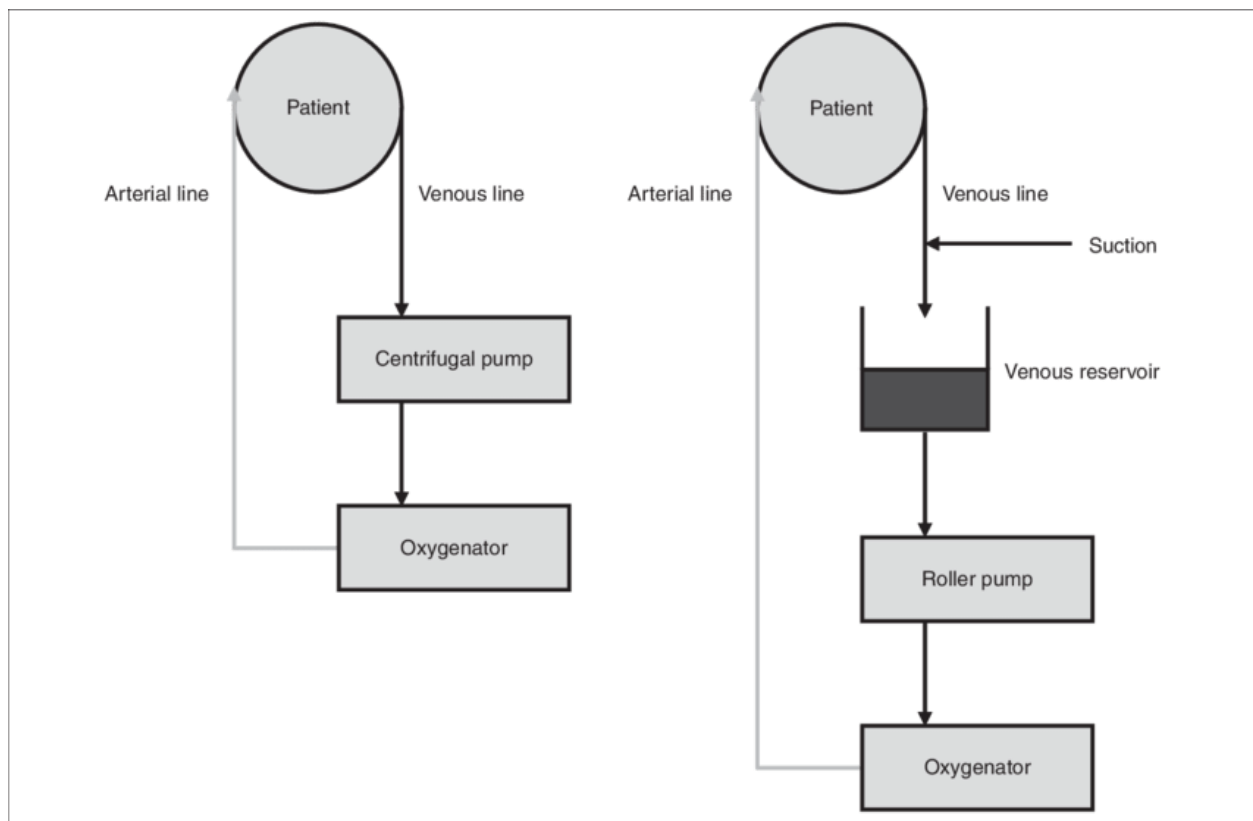 Patient
Arterial line
Venous line
Centrifugal pump
Oxygenator
Patient
Arterial line
Venous line
Suction
Venous reservoir
Roller pump
Oxygenator